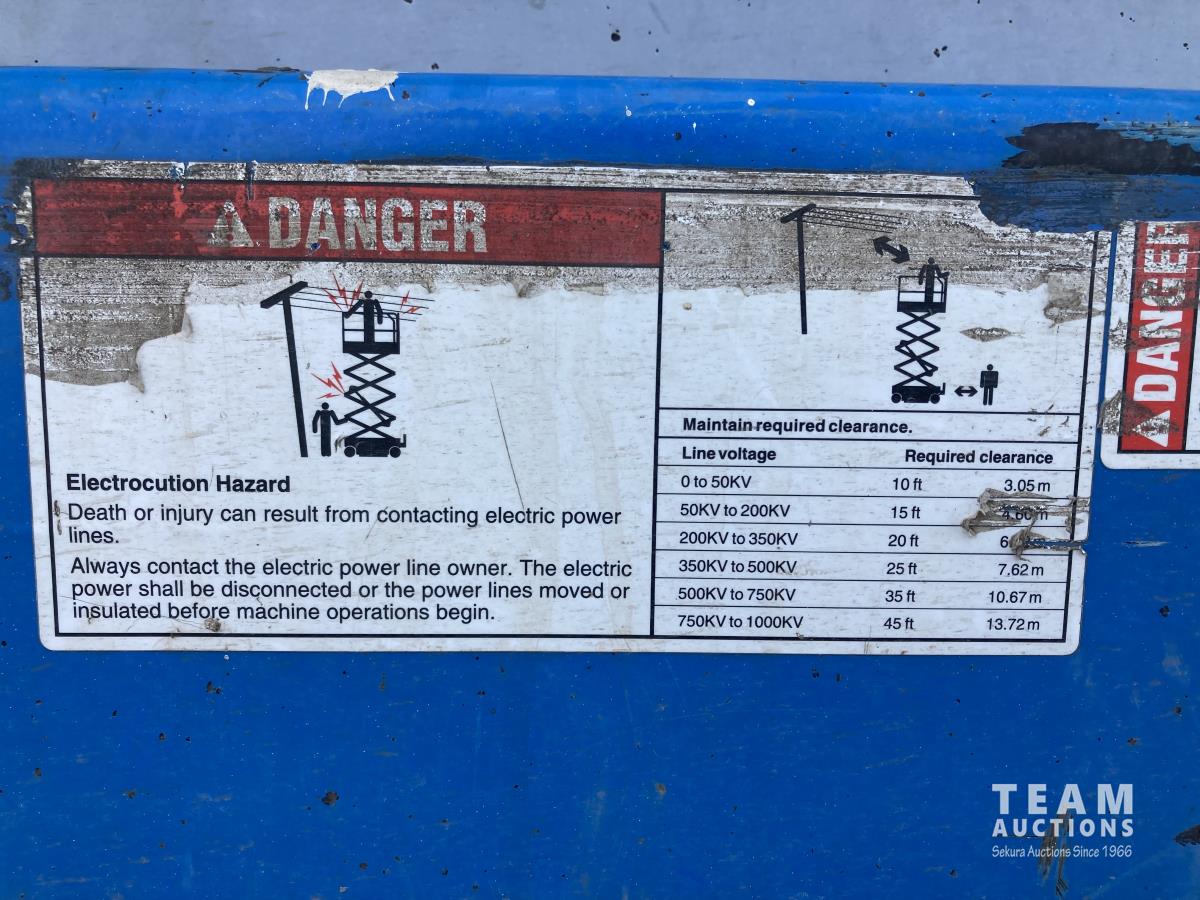 DANGER
Electrocution Hazard
Death or injury can result from contacting electric power
lines.
Always contact the electric power line owner. The electric
power shall be disconnected or the power lines moved or
insulated before machine operations begin.
Maintain required clearance.
Line voltage Required clearance
0 to 50KV 10 ft 3.05 m
50KV to 200KV 15 ft m
200KV to 350KV 20 ft
350KV to 500KV 25 ft 7.62 m
500KV to 750KV 35 ft 10.67 m
750KV to 1000KV 45 ft 13.72 m
DANGER
TEAM
AUCTIONS
Sekura Auctions Since 1966